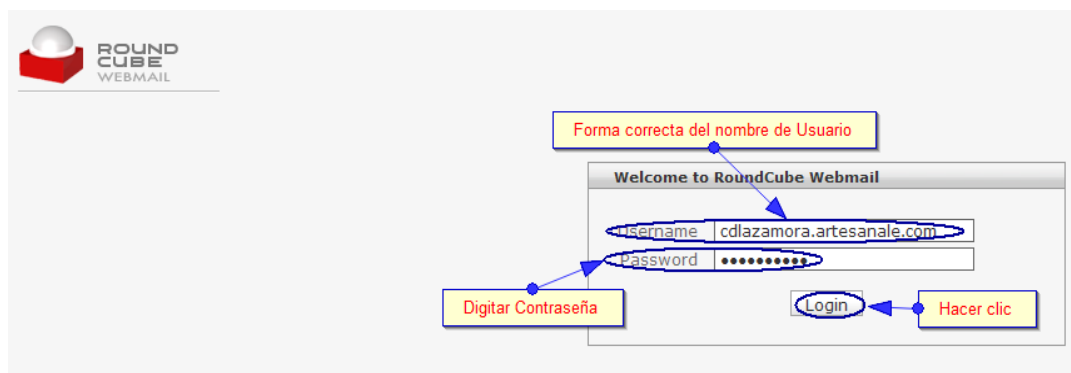 ROUND
CUBE
WEBMAIL
Forma correcta del nombre de Usuario
Welcome to RoundCube Webmail
Username cdlazamora.artesanale.com
Password ••••••••••
Digitar Contraseña
Login
Hacer clic